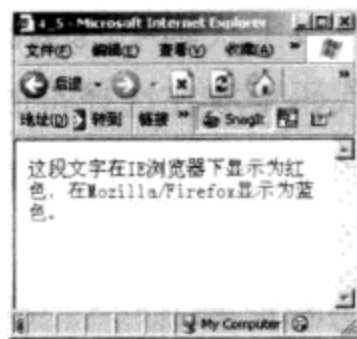 4_5 - Microsoft Internet Explorer
文件(F) 编辑(E) 查看(V) 收藏(A) »
后退
地址(D) 转到 链接 » SnagIt
这段文字在IE浏览器下显示为红
色，在Mozilla/Firefox显示为蓝
色。
My Computer